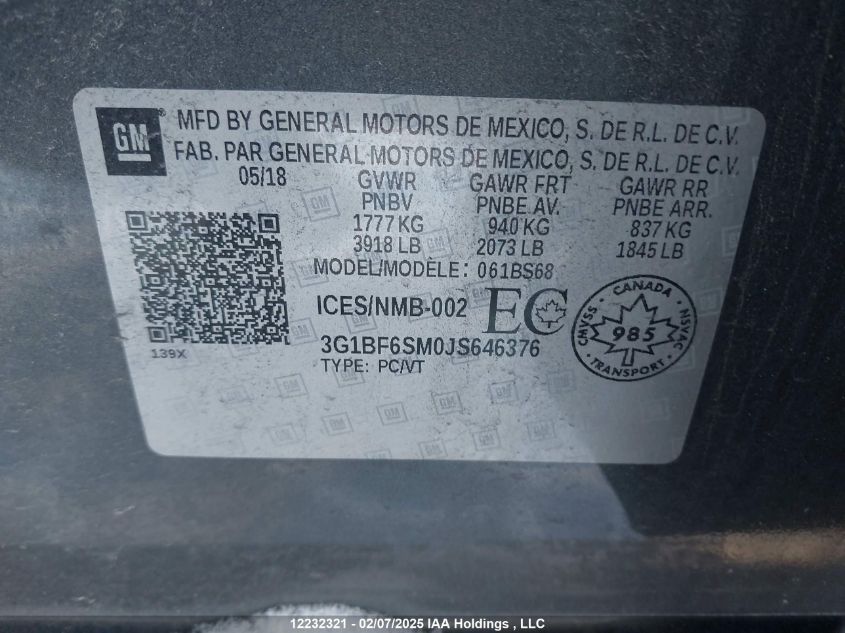 GM
MFD BY GENERAL MOTORS DE MEXICO, S. DE R.L. DE C.V.
FAB. PAR GENERAL MOTORS DE MEXICO, S. DE R.L. DE C.V.
05/18 GVWR GAWR FRT GAWR RR
PNBV PNBE AV. PNBE ARR.
1777 KG 940 KG 837 KG
3918 LB 2073 LB 1845 LB
MODEL/MODÈLE: 061BS68
ICES/NMB-002 EC
CANADA
CMVSS 985 NSVAC
TRANSPORT
139X
3G1BF6SM0JS646376
TYPE: PC/VT
12232321 - 02/07/2025 IAA Holdings , LLC